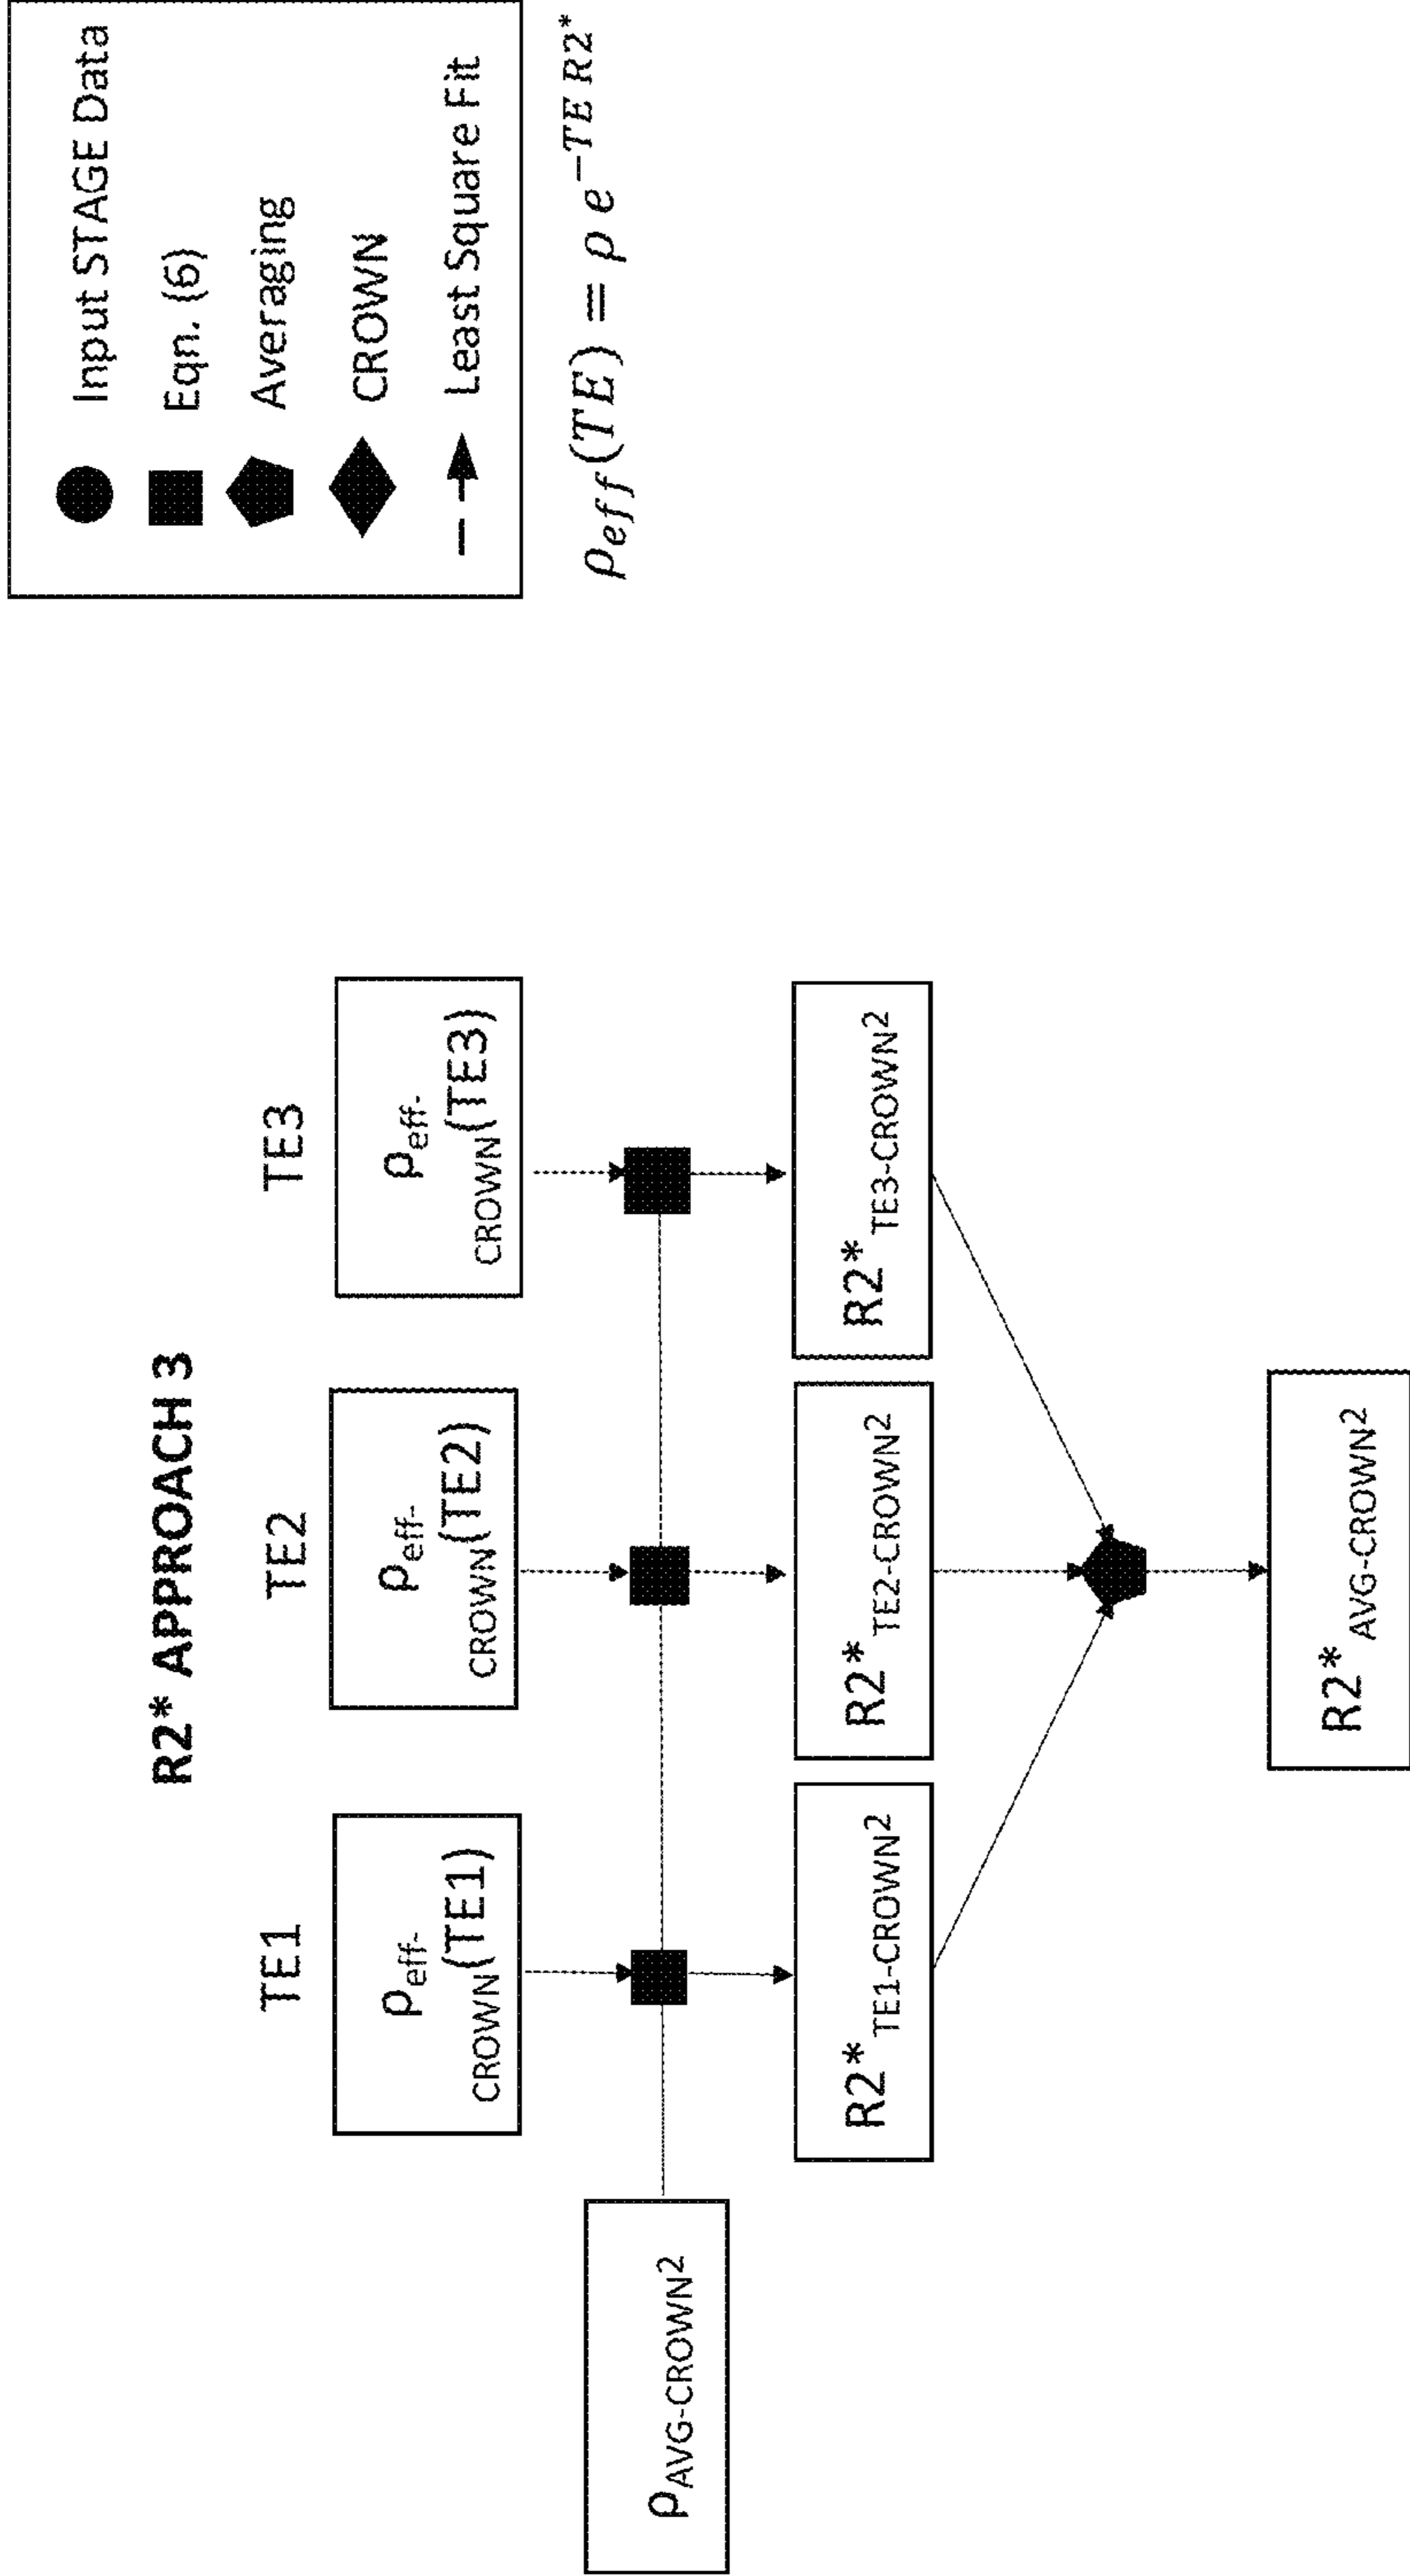 R2* APPROACH 3
TE1
TE2
TE3
ρeff-
CROWN(TE1)
ρeff-
CROWN(TE2)
ρeff-
CROWN(TE3)
ρAVG-CROWN²
R2*TE1-CROWN²
R2*TE2-CROWN²
R2*TE3-CROWN²
R2*AVG-CROWN²
Input STAGE Data
Eqn. (6)
Averaging
CROWN
Least Square Fit
ρeff(TE) = ρ e^−TE R2*